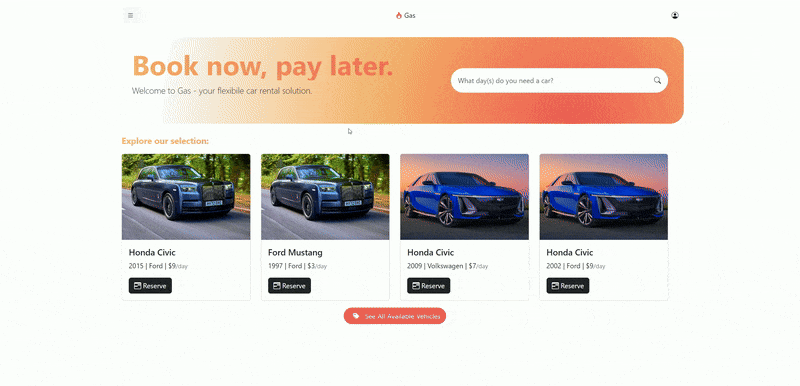 Gas
Book now, pay later.
Welcome to Gas - your flexibile car rental solution.
What day(s) do you need a car?
Explore our selection:
Honda Civic
2015 | Ford | $9/day
Reserve
Ford Mustang
1997 | Ford | $3/day
Reserve
Honda Civic
2009 | Volkswagen | $7/day
Reserve
Honda Civic
2002 | Ford | $9/day
Reserve
See All Available Vehicles